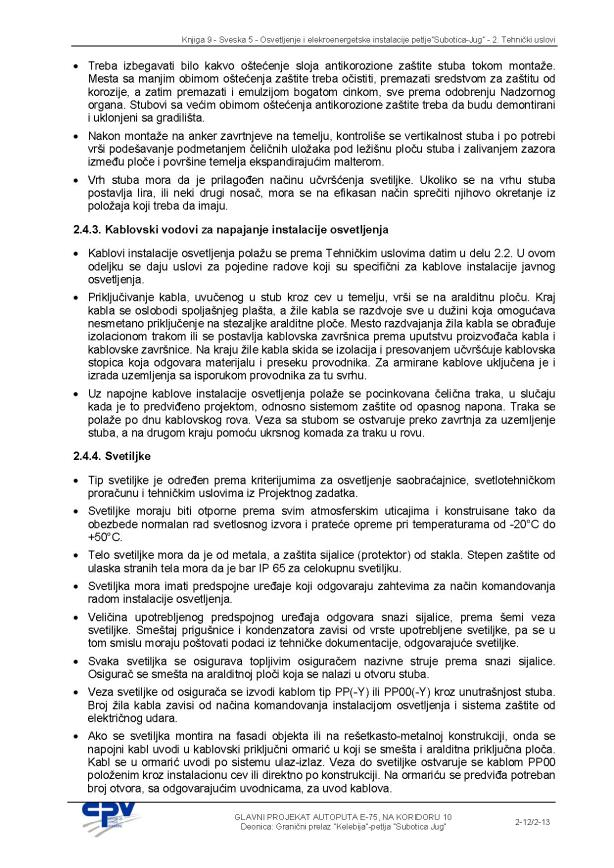 Knjiga 9 - Sveska 5 - Osvetljenje i elekroenergetske instalacije petlje"Subotica-Jug" - 2. Tehnički uslovi
• Treba izbegavati bilo kakvo oštećenje sloja antikorozione zaštite stuba tokom montaže.
Mesta sa manjim obimom oštećenja zaštite treba očistiti, premazati sredstvom za zaštitu od
korozije, a zatim premazati i emulzijom bogatom cinkom, sve prema odobrenju Nadzornog
organa. Stubovi sa većim obimom oštećenja antikorozione zaštite treba da budu demontirani
i uklonjeni sa gradilišta.
• Nakon montaže na anker zavrtnjeve na temelju, kontroliše se vertikalnost stuba i po potrebi
vrši podešavanje podmetanjem čeličnih uložaka pod ležišnu ploču stuba i zalivanjem zazora
između ploče i površine temelja ekspandirajućim malterom.
• Vrh stuba mora da je prilagođen načinu učvršćenja svetiljke. Ukoliko se na vrhu stuba
postavlja lira, ili neki drugi nosač, mora se na efikasan način sprečiti njihovo okretanje iz
položaja koji treba da imaju.
2.4.3. Kablovski vodovi za napajanje instalacije osvetljenja
• Kablovi instalacije osvetljenja polažu se prema Tehničkim uslovima datim u delu 2.2. U ovom
odeljku se daju uslovi za pojedine radove koji su specifični za kablove instalacije javnog
osvetljenja.
• Priključivanje kabla, uvučenog u stub kroz cev u temelju, vrši se na aralditnu ploču. Kraj
kabla se oslobodi spoljašnjeg plašta, a žile kabla se razdvoje sve u dužini koja omogućava
nesmetano priključenje na stezaljke aralditne ploče. Mesto razdvajanja žila kabla se obrađuje
izolacionom trakom ili se postavlja kablovska završnica prema uputstvu proizvođača kabla i
kablovske završnice. Na kraju žile kabla skida se izolacija i presovanjem učvršćuje kablovska
stopica koja odgovara materijalu i preseku provodnika. Za armirane kablove uključena je i
izrada uzemljenja sa isporukom provodnika za tu svrhu.
• Uz napojne kablove instalacije osvetljenja polaže se pocinkovana čelična traka, u slučaju
kada je to predviđeno projektom, odnosno sistemom zaštite od opasnog napona. Traka se
polaže po dnu kablovskog rova. Veza sa stubom se ostvaruje preko zavrtnja za uzemljenje
stuba, a na drugom kraju pomoću ukrsnog komada za traku u rovu.
2.4.4. Svetiljke
• Tip svetiljke je određen prema kriterijumima za osvetljenje saobraćajnice, svetlotehničkom
proračunu i tehničkim uslovima iz Projektnog zadatka.
• Svetiljke moraju biti otporne prema svim atmosferskim uticajima i konstruisane tako da
obezbede normalan rad svetlosnog izvora i prateće opreme pri temperaturama od -20°C do
+50°C.
• Telo svetiljke mora da je od metala, a zaštita sijalice (protektor) od stakla. Stepen zaštite od
ulaska stranih tela mora da je bar IP 65 za celokupnu svetiljku.
• Svetiljka mora imati predspojne uređaje koji odgovaraju zahtevima za način komandovanja
radom instalacije osvetljenja.
• Veličina upotrebljenog predspojnog uređaja odgovara snazi sijalice, prema šemi veza
svetiljke. Smeštaj prigušnice i kondenzatora zavisi od vrste upotrebljene svetiljke, pa se u
tom smislu moraju poštovati podaci iz tehničke dokumentacije, odgovarajuće svetiljke.
• Svaka svetiljka se osigurava topljivim osiguračem nazivne struje prema snazi sijalice.
Osigurač se smešta na aralditnoj ploči koja se nalazi u otvoru stuba.
• Veza svetiljke od osigurača se izvodi kablom tip PP(-Y) ili PP00(-Y) kroz unutrašnjost stuba.
Broj žila kabla zavisi od načina komandovanja instalacijom osvetljenja i sistema zaštite od
električnog udara.
• Ako se svetiljka montira na fasadi objekta ili na rešetkasto-metalnoj konstrukciji, onda se
napojni kabl uvodi u kablovski priključni ormarić u koji se smešta i aralditna priključna ploča.
Kabl se u ormarić uvodi po sistemu ulaz-izlaz. Veza do svetiljke ostvaruje se kablom PP00
položenim kroz instalacionu cev ili direktno po konstrukciji. Na ormariću se predviđa potreban
broj otvora, sa odgovarajućim uvodnicama, za uvod kablova.
CPV
GLAVNI PROJEKAT AUTOPUTA E-75, NA KORIDORU 10
Deonica: Granični prelaz "Kelebija"-petlja "Subotica Jug"
2-12/2-13